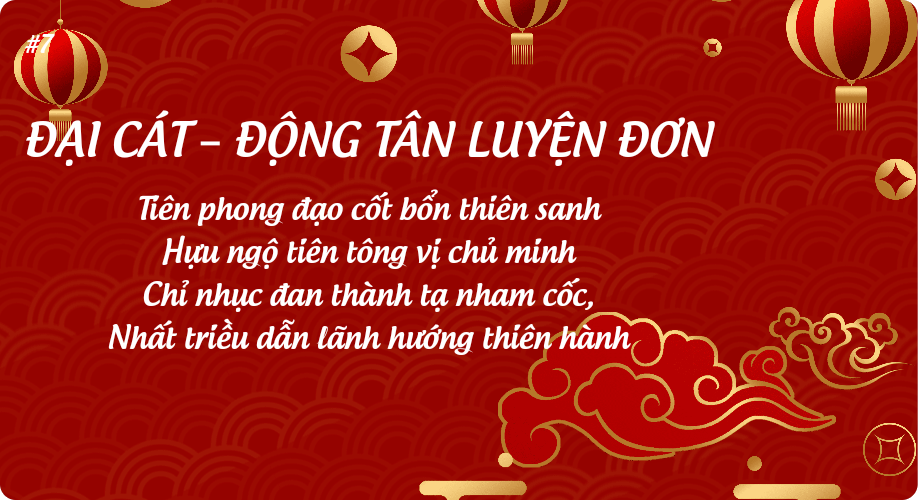 #7
ĐẠI CÁT – ĐỘNG TÂN LUYỆN ĐƠN
Tiên phong đạo cốt bổn thiên sanh
Hựu ngộ tiên tông vị chủ minh
Chỉ nhục đan thành tạ nham cốc,
Nhất triều dẫn lãnh hướng thiên hành